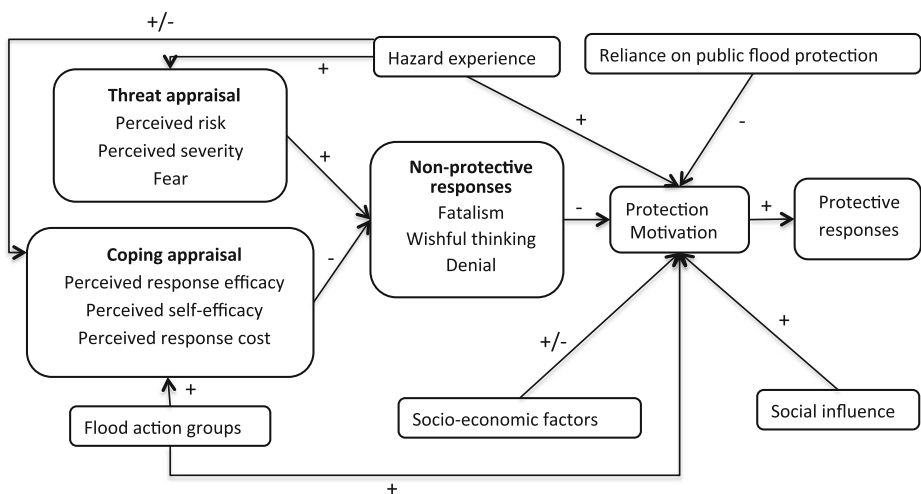 +/-
Hazard experience
Reliance on public flood protection
+
Threat appraisal
Perceived risk
Perceived severity
Fear
+
-
+
Non-protective
responses
Fatalism
Wishful thinking
Denial
-
Protection
Motivation
+
Protective
responses
Coping appraisal
Perceived response efficacy
Perceived self-efficacy
Perceived response cost
-
+/-
+
+
Flood action groups
Socio-economic factors
Social influence
+